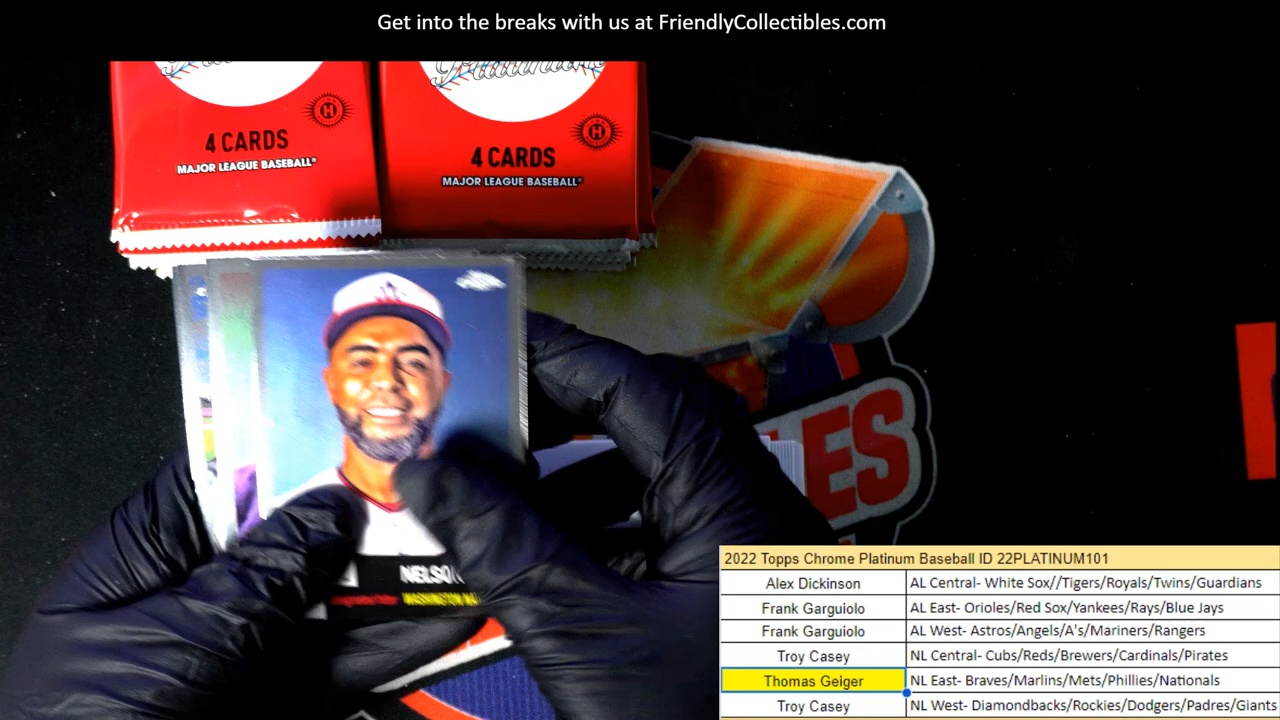 Get into the breaks with us at FriendlyCollectibles.com
4 CARDS
MAJOR LEAGUE BASEBALL®
4 CARDS
MAJOR LEAGUE BASEBALL®
H
H
ES
NELSON
2022 Topps Chrome Platinum Baseball ID 22PLATINUM101
Alex Dickinson AL Central- White Sox//Tigers/Royals/Twins/Guardians
Frank Garguiolo AL East- Orioles/Red Sox/Yankees/Rays/Blue Jays
Frank Garguiolo AL West- Astros/Angels/A's/Mariners/Rangers
Troy Casey NL Central- Cubs/Reds/Brewers/Cardinals/Pirates
Thomas Geiger NL East- Braves/Marlins/Mets/Phillies/Nationals
Troy Casey NL West- Diamondbacks/Rockies/Dodgers/Padres/Giants